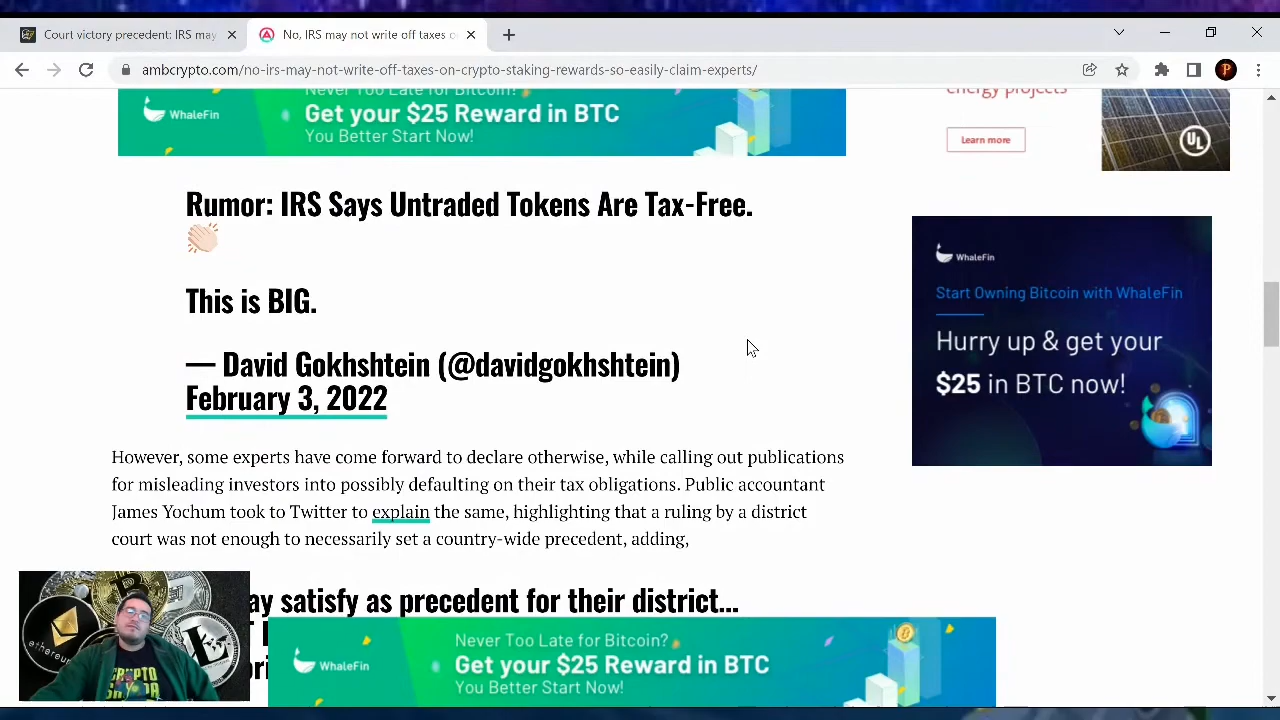 Court victory precedent: IRS may
No, IRS may not write off taxes o
ambcrypto.com/no-irs-may-not-write-off-taxes-on-crypto-staking-rewards-so-easily-claim-experts/
P
WhaleFin
Never Too Late for Bitcoin?
Get your $25 Reward in BTC
You Better Start Now!
energy projects
Learn more
UL
Rumor: IRS Says Untraded Tokens Are Tax-Free.
This is BIG.
— David Gokhshtein (@davidgokhshtein)
February 3, 2022
WhaleFin
Start Owning Bitcoin with WhaleFin
Hurry up & get your
$25 in BTC now!
However, some experts have come forward to declare otherwise, while calling out publications
for misleading investors into possibly defaulting on their tax obligations. Public accountant
James Yochum took to Twitter to explain the same, highlighting that a ruling by a district
court was not enough to necessarily set a country-wide precedent, adding,
ay satisfy as precedent for their district...
ethereum
CRYPTO
WhaleFin
Never Too Late for Bitcoin?
Get your $25 Reward in BTC
You Better Start Now!